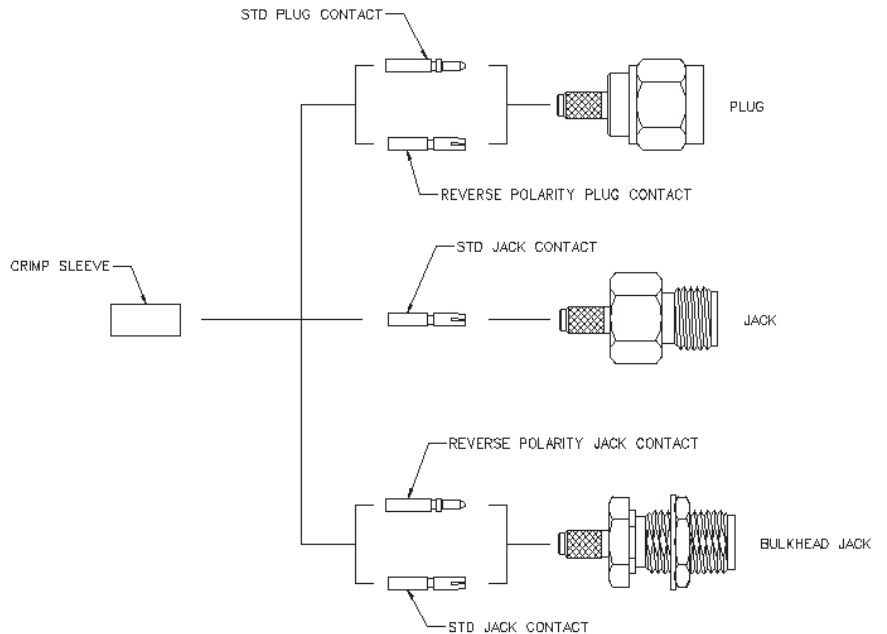 STD PLUG CONTACT
PLUG
REVERSE POLARITY PLUG CONTACT
STD JACK CONTACT
CRIMP SLEEVE
JACK
REVERSE POLARITY JACK CONTACT
BULKHEAD JACK
STD JACK CONTACT